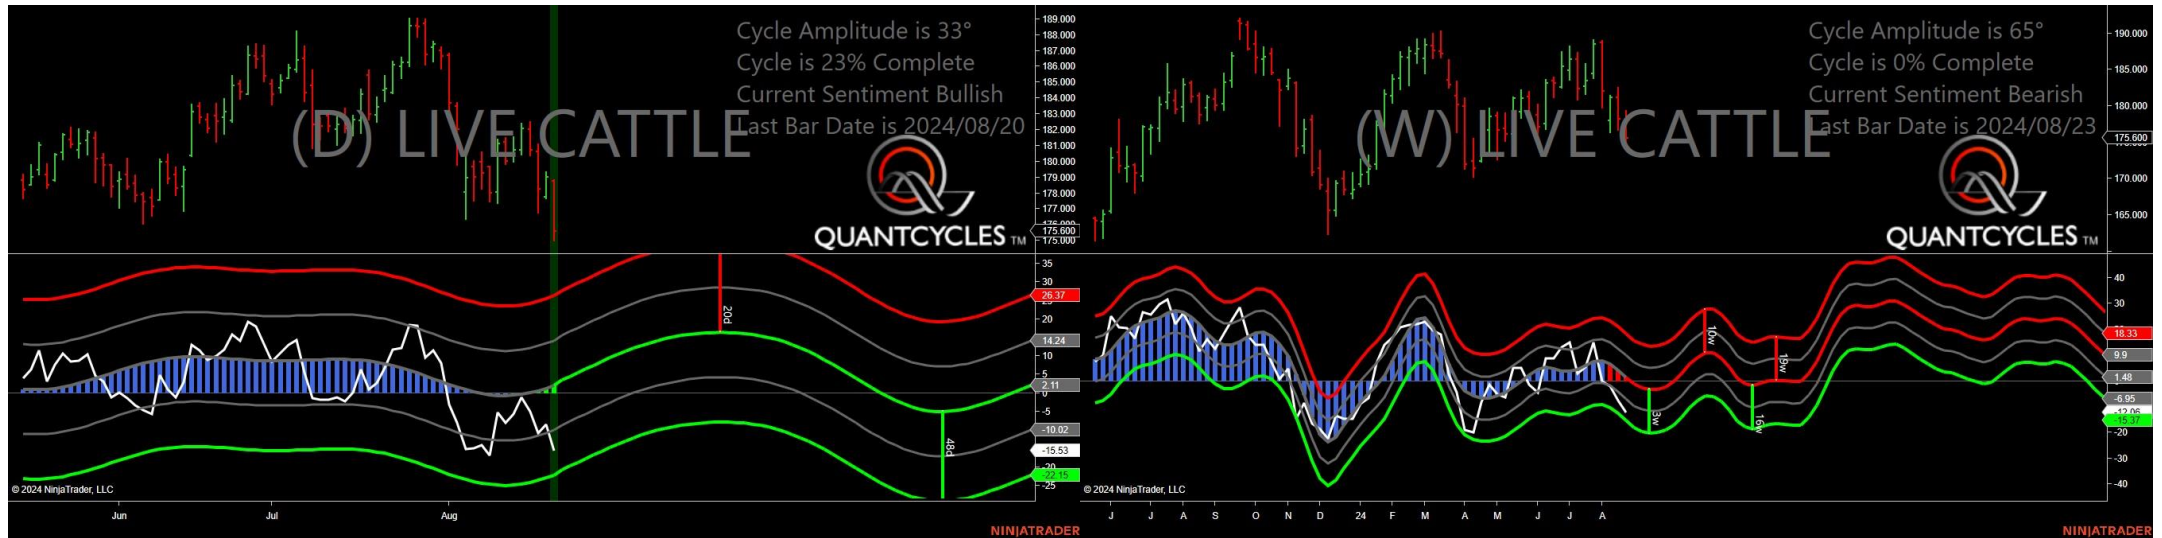 Cycle Amplitude is 33°
Cycle is 23% Complete
Current Sentiment Bullish
Last Bar Date is 2024/08/20
(D) LIVE CATTLE
QUANTCYCLES TM
189.000
188.000
187.000
186.000
185.000
184.000
183.000
182.000
181.000
180.000
179.000
178.000
177.000
175.600
175.000
35
30
26.37
20
14.24
10
5
2.11
0
-5
-10.02
-15.53
-20
-22.15
-25
20d
48d
© 2024 NinjaTrader, LLC
Jun
Jul
Aug
NINJATRADER
Cycle Amplitude is 65°
Cycle is 0% Complete
Current Sentiment Bearish
Last Bar Date is 2024/08/23
(W) LIVE CATTLE
QUANTCYCLES TM
190.000
185.000
180.000
175.600
170.000
165.000
40
30
18.33
9.9
1.48
-6.95
-12.06
-15.37
-20
-30
-40
10w
19w
3w
16w
© 2024 NinjaTrader, LLC
J J A S O N D 24 F M A M J J A
NINJATRADER